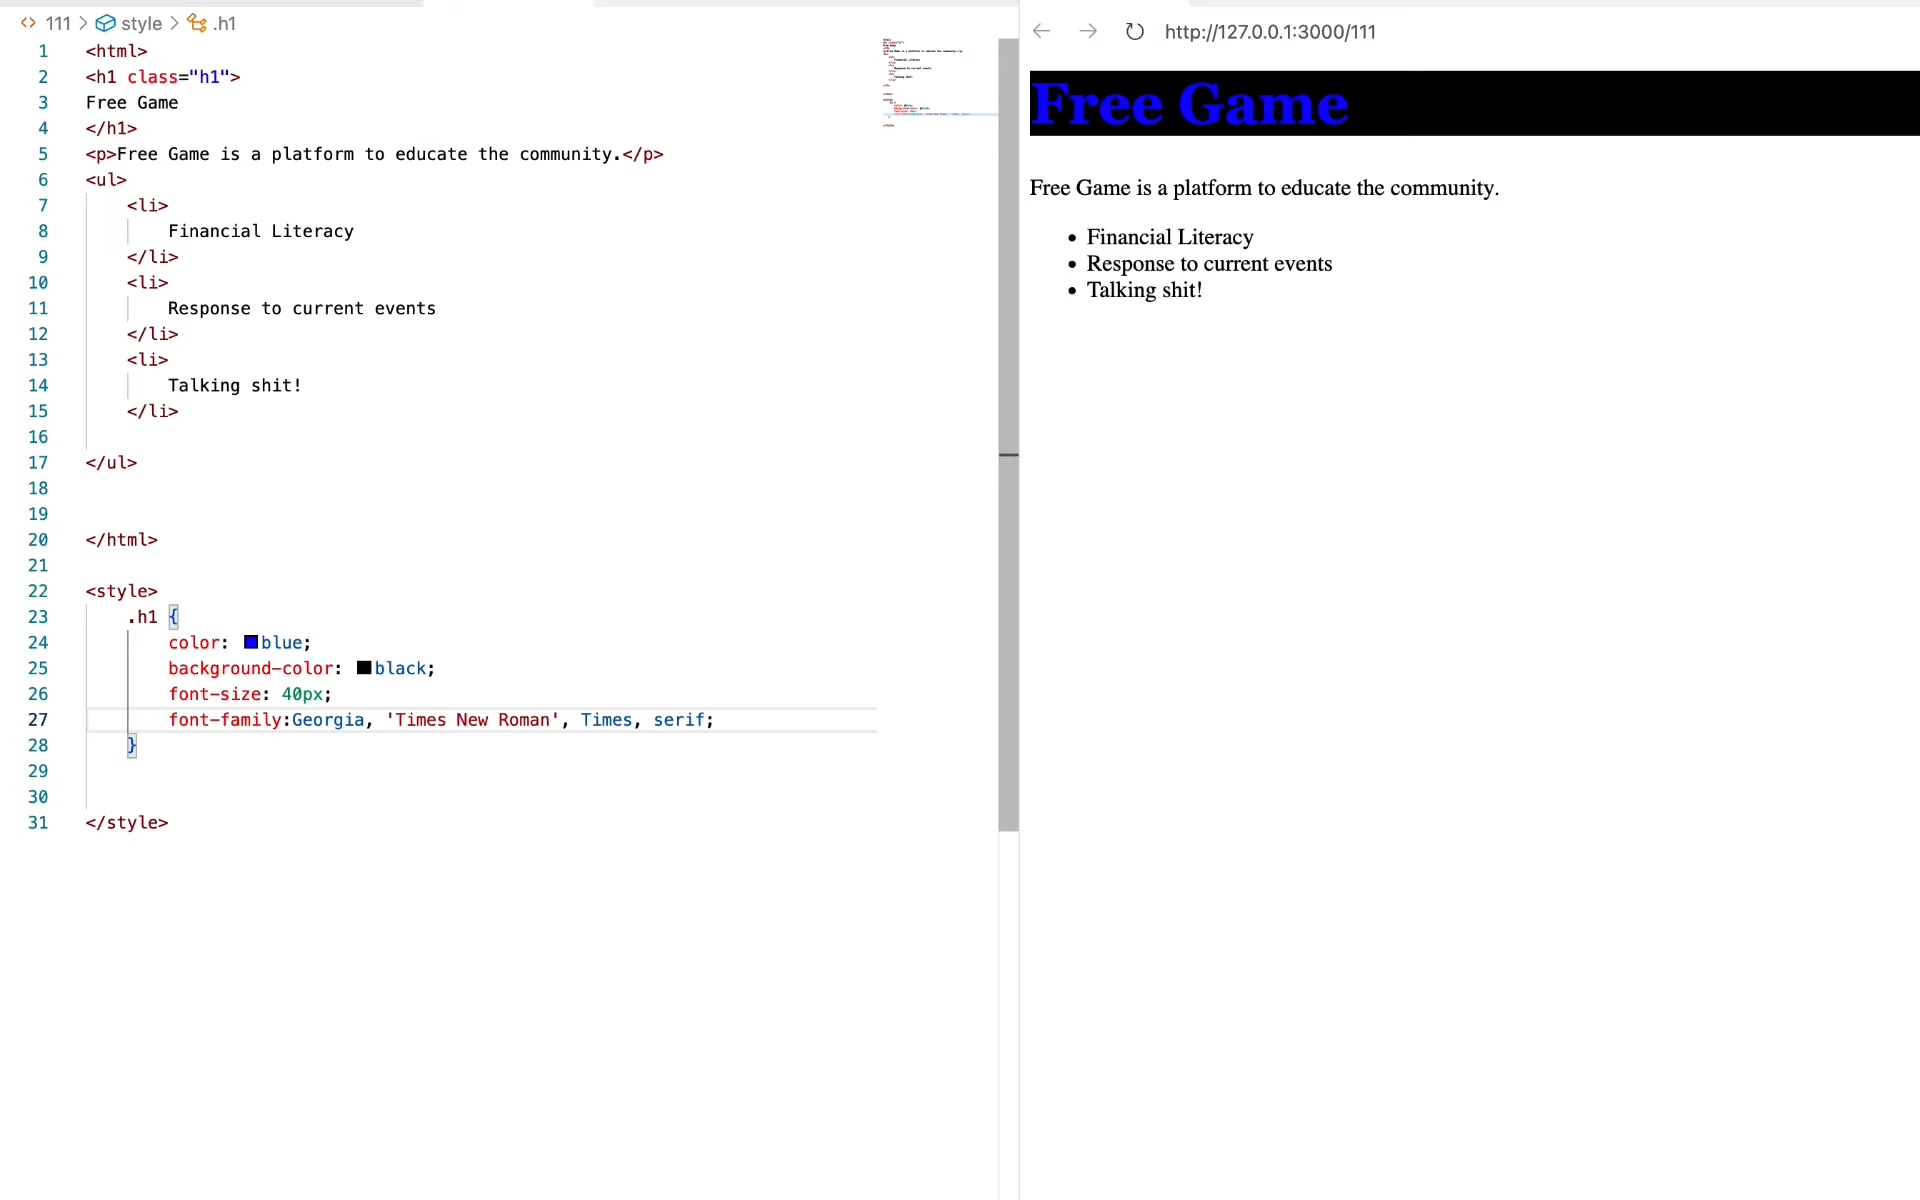 111 > style > .h1
1 <html>
2 <h1 class="h1">
3 Free Game
4 </h1>
5 <p>Free Game is a platform to educate the community.</p>
6 <ul>
7 <li>
8 Financial Literacy
9 </li>
10 <li>
11 Response to current events
12 </li>
13 <li>
14 Talking shit!
15 </li>
16
17 </ul>
18
19
20 </html>
21
22 <style>
23 .h1 {
24 color: blue;
25 background-color: black;
26 font-size: 40px;
27 font-family:Georgia, 'Times New Roman', Times, serif;
28 }
29
30
31 </style>
http://127.0.0.1:3000/111
Free Game
Free Game is a platform to educate the community.
• Financial Literacy
• Response to current events
• Talking shit!